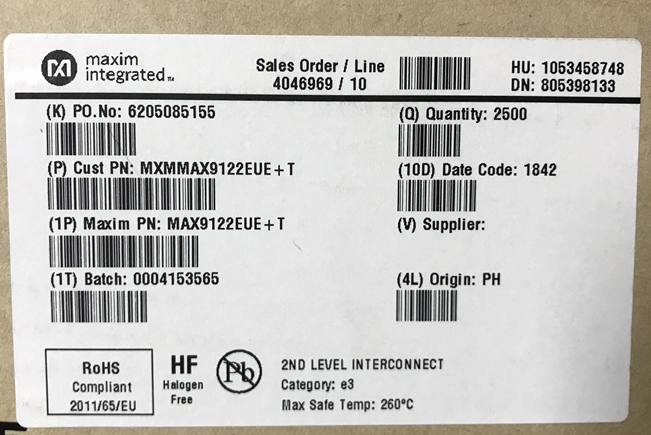 maxim
integrated™
Sales Order / Line
4046969 / 10
HU: 1053458748
DN: 805398133
(K) PO.No: 6205085155
(Q) Quantity: 2500
(P) Cust PN: MXMMAX9122EUE+T
(10D) Date Code: 1842
(1P) Maxim PN: MAX9122EUE+T
(V) Supplier:
(1T) Batch: 0004153565
(4L) Origin: PH
RoHS
Compliant
2011/65/EU
HF
Halogen
Free
Pb
2ND LEVEL INTERCONNECT
Category: e3
Max Safe Temp: 260ºC